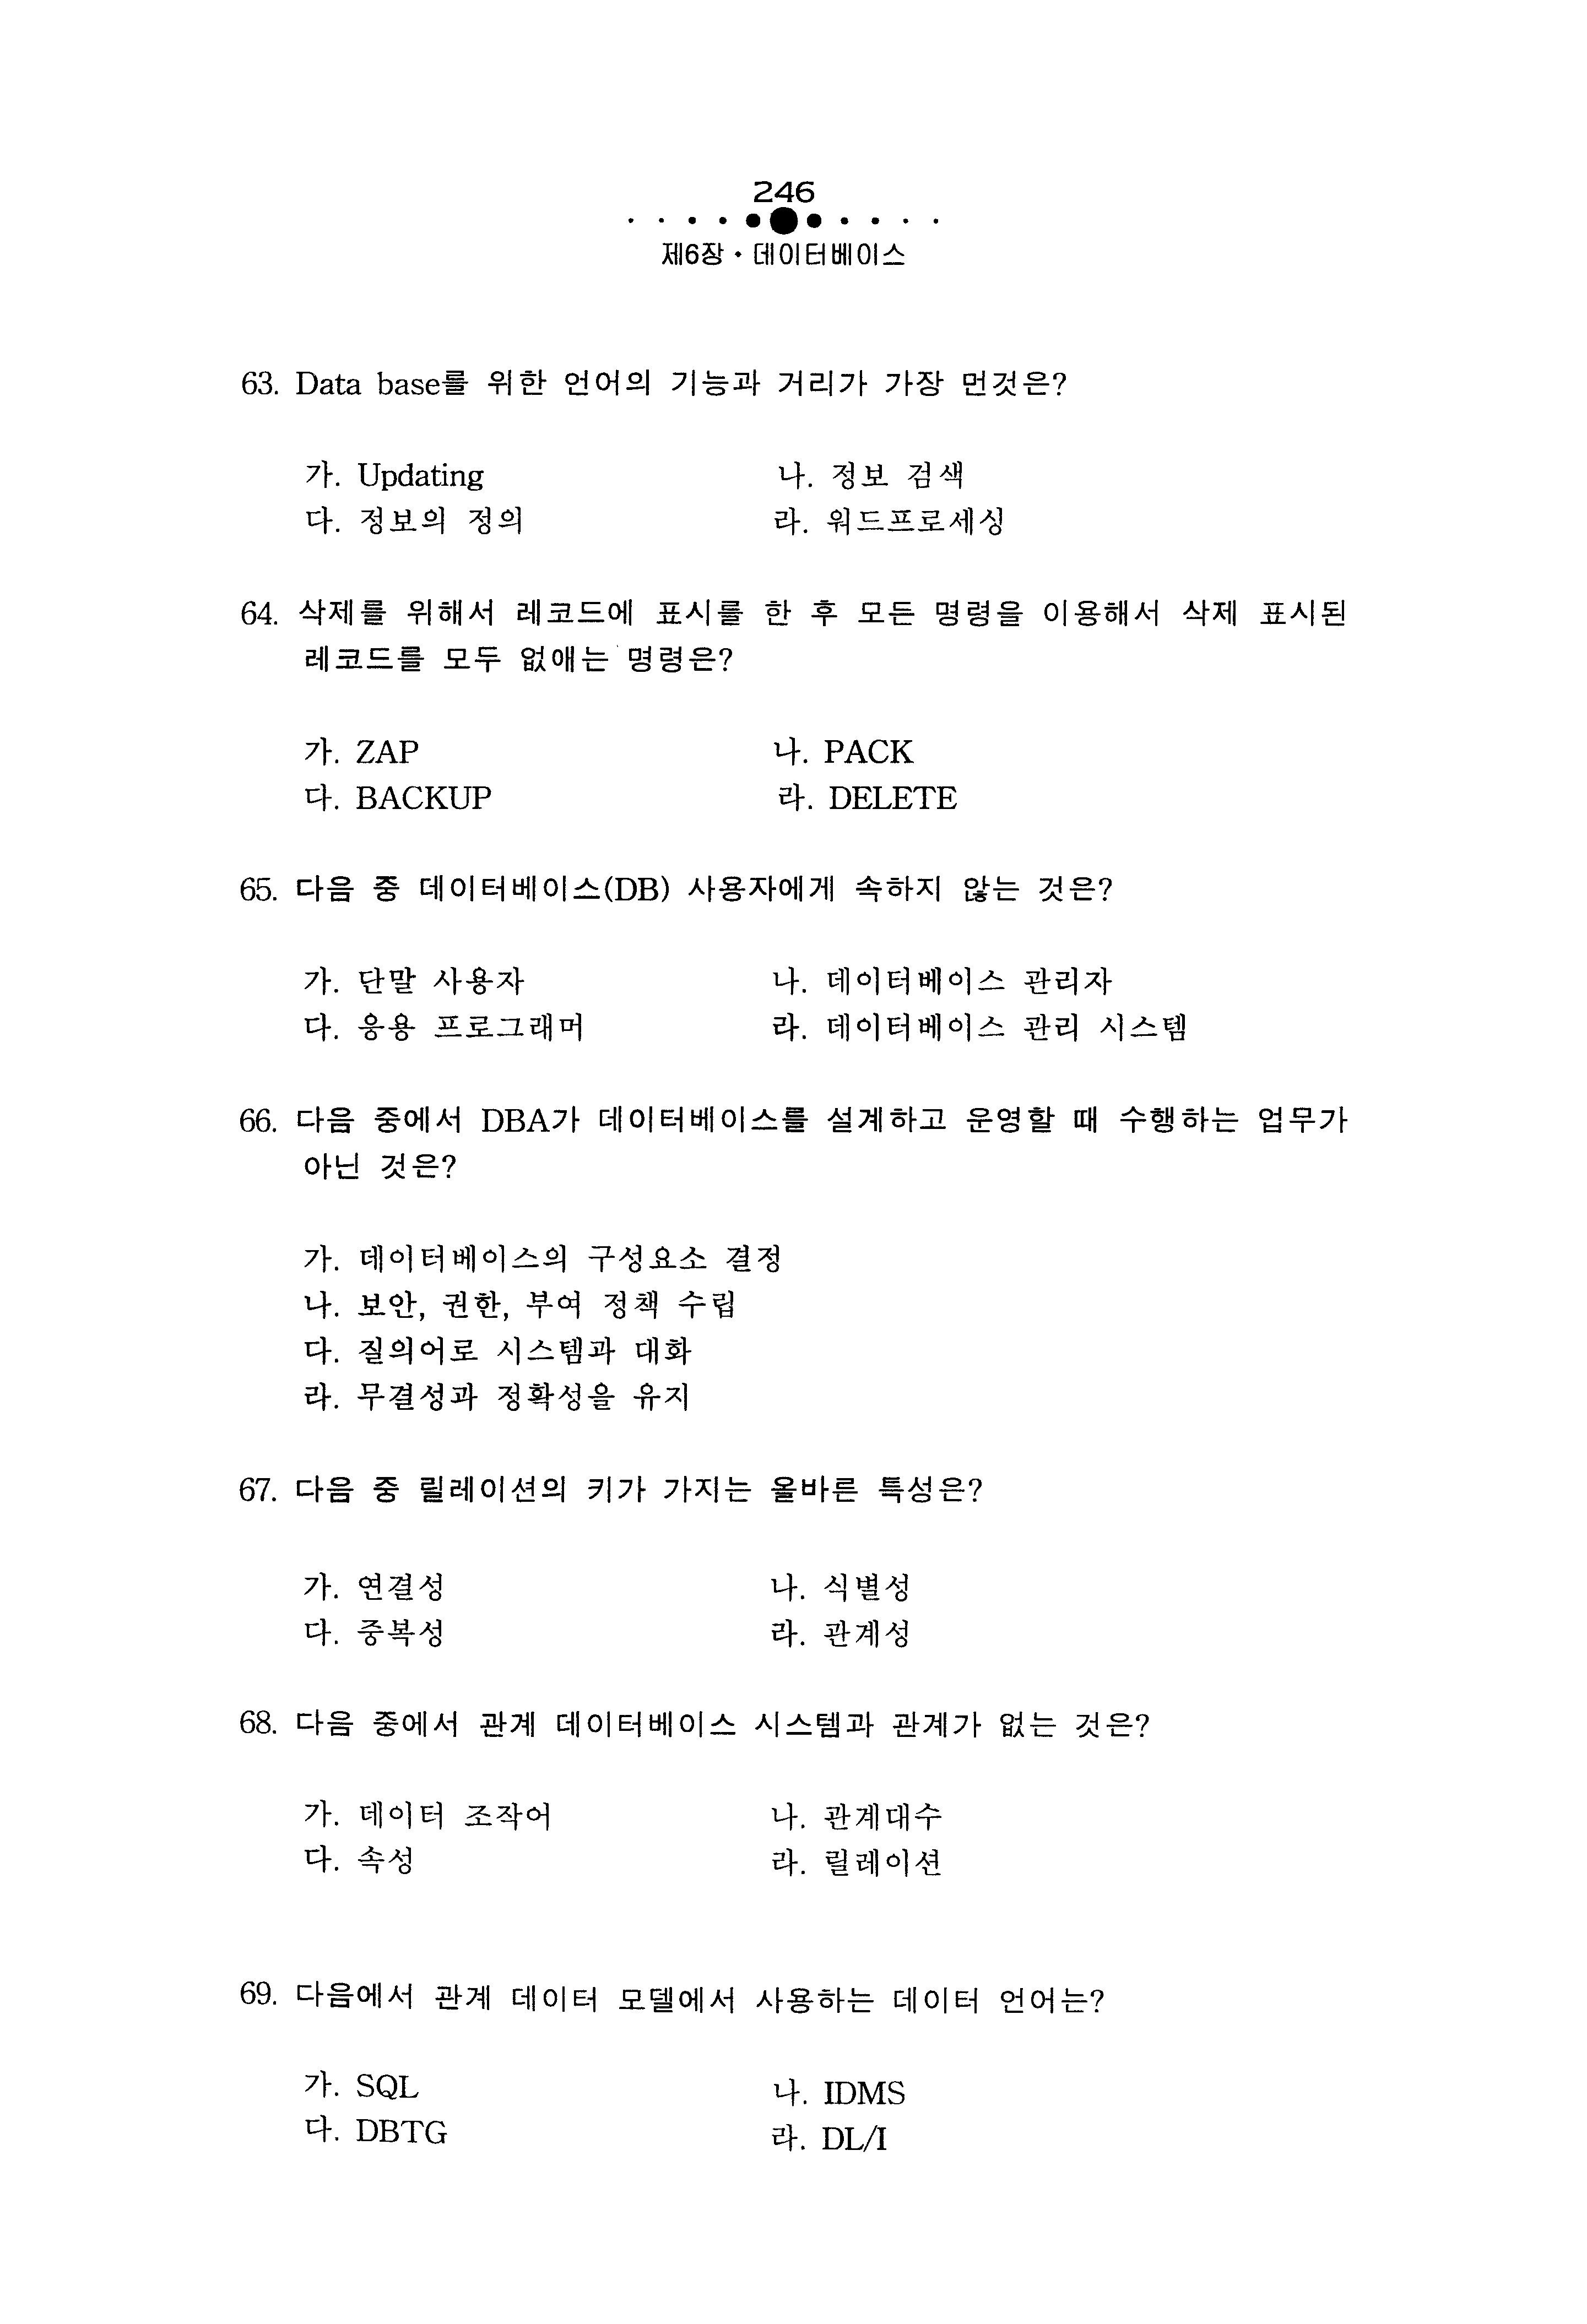 246
제6장 • 데이터베이스
63. Data base를 위한 언어의 기능과 거리가 가장 먼것은?
가. Updating 나. 정보 검색
다. 정보의 정의 라. 워드프로세싱
64. 삭제를 위해서 레코드에 표시를 한 후 모든 명령을 이용해서 삭제 표시된
레코드를 모두 없애는 명령은?
가. ZAP 나. PACK
다. BACKUP 라. DELETE
65. 다음 중 데이터베이스(DB) 사용자에게 속하지 않는 것은?
가. 단말 사용자 나. 데이터베이스 관리자
다. 응용 프로그래머 라. 데이터베이스 관리 시스템
66. 다음 중에서 DBA가 데이터베이스를 설계하고 운영할 때 수행하는 업무가
아닌 것은?
가. 데이터베이스의 구성요소 결정
나. 보안, 권한, 부여 정책 수립
다. 질의어로 시스템과 대화
라. 무결성과 정확성을 유지
67. 다음 중 릴레이션의 키가 가지는 올바른 특성은?
가. 연결성 나. 식별성
다. 중복성 라. 관계성
68. 다음 중에서 관계 데이터베이스 시스템과 관계가 없는 것은?
가. 데이터 조작어 나. 관계대수
다. 속성 라. 릴레이션
69. 다음에서 관계 데이터 모델에서 사용하는 데이터 언어는?
가. SQL 나. IDMS
다. DBTG 라. DL/I